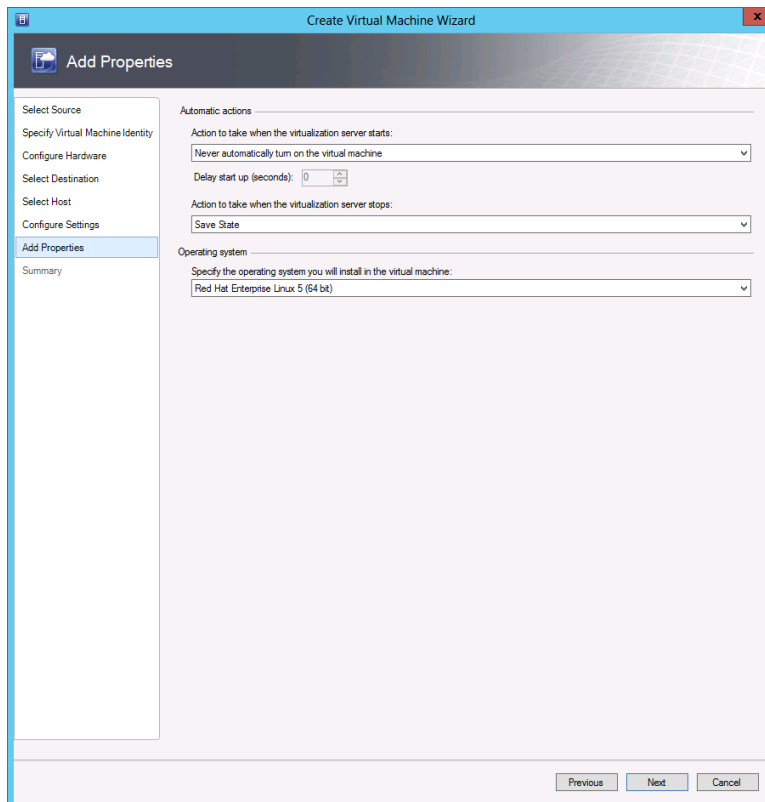 Create Virtual Machine Wizard
x
Add Properties
Select Source
Specify Virtual Machine Identity
Configure Hardware
Select Destination
Select Host
Configure Settings
Add Properties
Summary
Automatic actions
Action to take when the virtualization server starts:
Never automatically turn on the virtual machine
Delay start up (seconds): 0
Action to take when the virtualization server stops:
Save State
Operating system
Specify the operating system you will install in the virtual machine:
Red Hat Enterprise Linux 5 (64 bit)
Previous Next Cancel